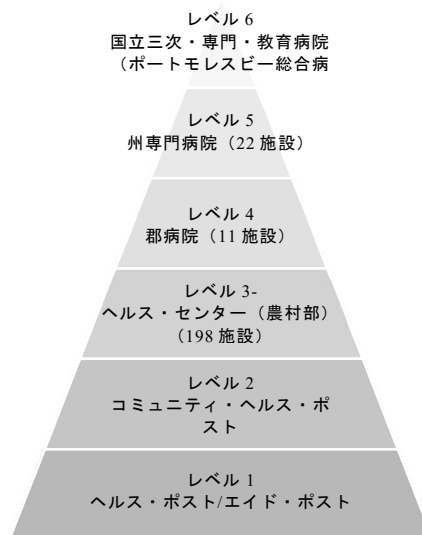 レベル 6
国立三次・専門・教育病院
（ポートモレスビー総合病
レベル 5
州専門病院（22 施設）
レベル 4
郡病院（11 施設）
レベル 3-
ヘルス・センター（農村部）
（198 施設）
レベル 2
コミュニティ・ヘルス・ポ
スト
レベル 1
ヘルス・ポスト/エイド・ポスト